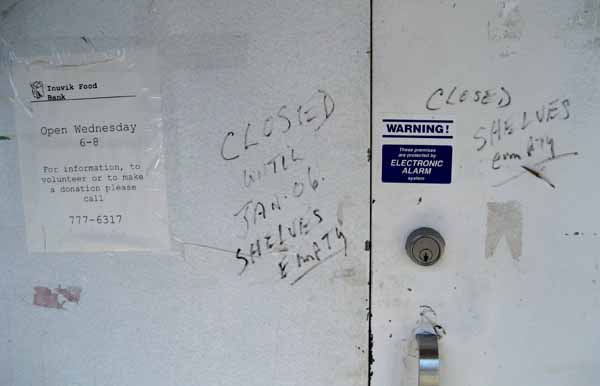 Inuvik Food
Bank
Open Wednesday
6-8
For information, to
volunteer or to make
a donation please
call
777-6317
CLOSED
UNTIL
JAN. 06.
SHELVES
EMPTY
WARNING!
These premises
are protected by
ELECTRONIC
ALARM
system
CLOSED
SHELVES
EMPTY